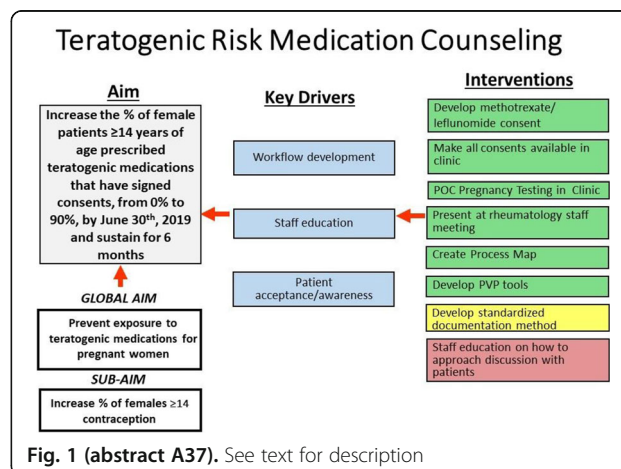 Teratogenic Risk Medication Counseling
Aim
Increase the % of female
patients ≥14 years of
age prescribed
teratogenic medications
that have signed
consents, from 0% to
90%, by June 30th, 2019
and sustain for 6
months
GLOBAL AIM
Prevent exposure to
teratogenic medications for
pregnant women
SUB-AIM
Increase % of females ≥14
contraception
Key Drivers
Workflow development
Staff education
Patient
acceptance/awareness
Interventions
Develop methotrexate/
leflunomide consent
Make all consents available in
clinic
POC Pregnancy Testing in Clinic
Present at rheumatology staff
meeting
Create Process Map
Develop PVP tools
Develop standardized
documentation method
Staff education on how to
approach discussion with
patients
Fig. 1 (abstract A37). See text for description